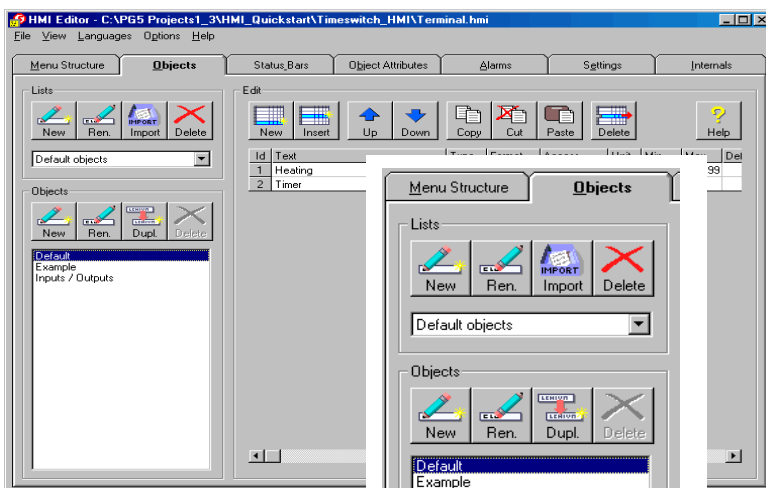 HMI Editor - C:\PG5 Projects1_3\HMI_Quickstart\Timeswitch_HMI\Terminal.hmi
File View Languages Options Help
Menu Structure Objects Status_Bars Object Attributes Alarms Settings Internals
Lists
New Ren. Import Delete
Default objects
Objects
New Ren. Dupl. Delete
Default
Example
Inputs / Outputs
Edit
New Insert Up Down Copy Cut Paste Delete Help
Id Text
1 Heating 99
2 Timer
Menu Structure Objects
Lists
IMPORT
New Ren. Import Delete
Default objects
Objects
New Ren. Dupl. Delete
Default
Example